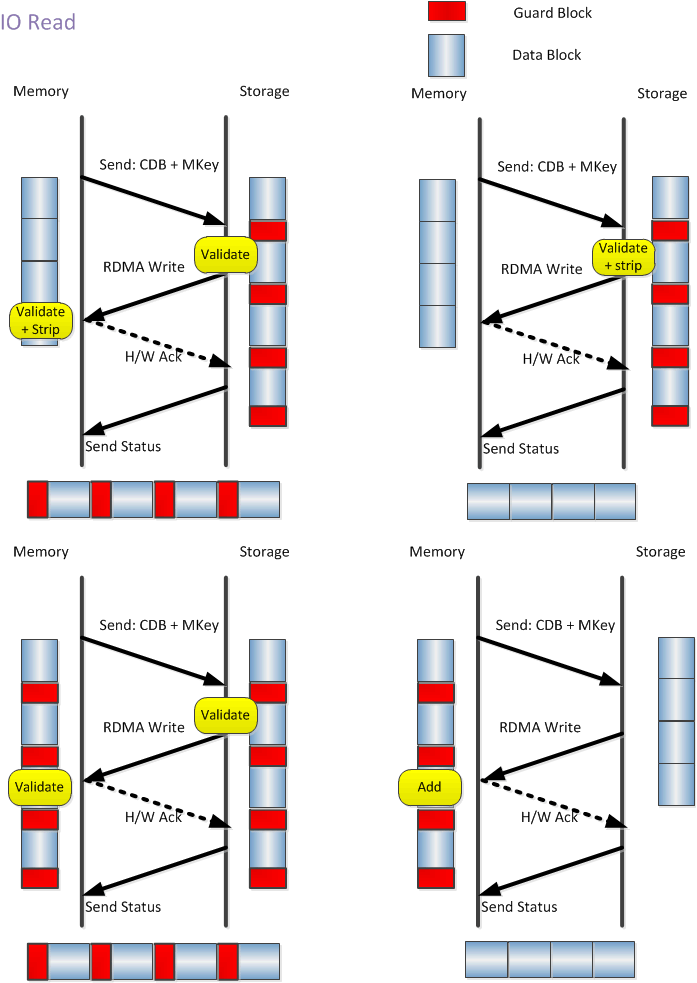 IO Read
Guard Block
Data Block
Memory
Storage
Send: CDB + MKey
Validate
RDMA Write
Validate
+ Strip
H/W Ack
Send Status
Memory
Storage
Send: CDB + MKey
Validate
+ strip
RDMA Write
H/W Ack
Send Status
Memory
Storage
Send: CDB + MKey
Validate
RDMA Write
Validate
H/W Ack
Send Status
Memory
Storage
Send: CDB + MKey
RDMA Write
Add
H/W Ack
Send Status